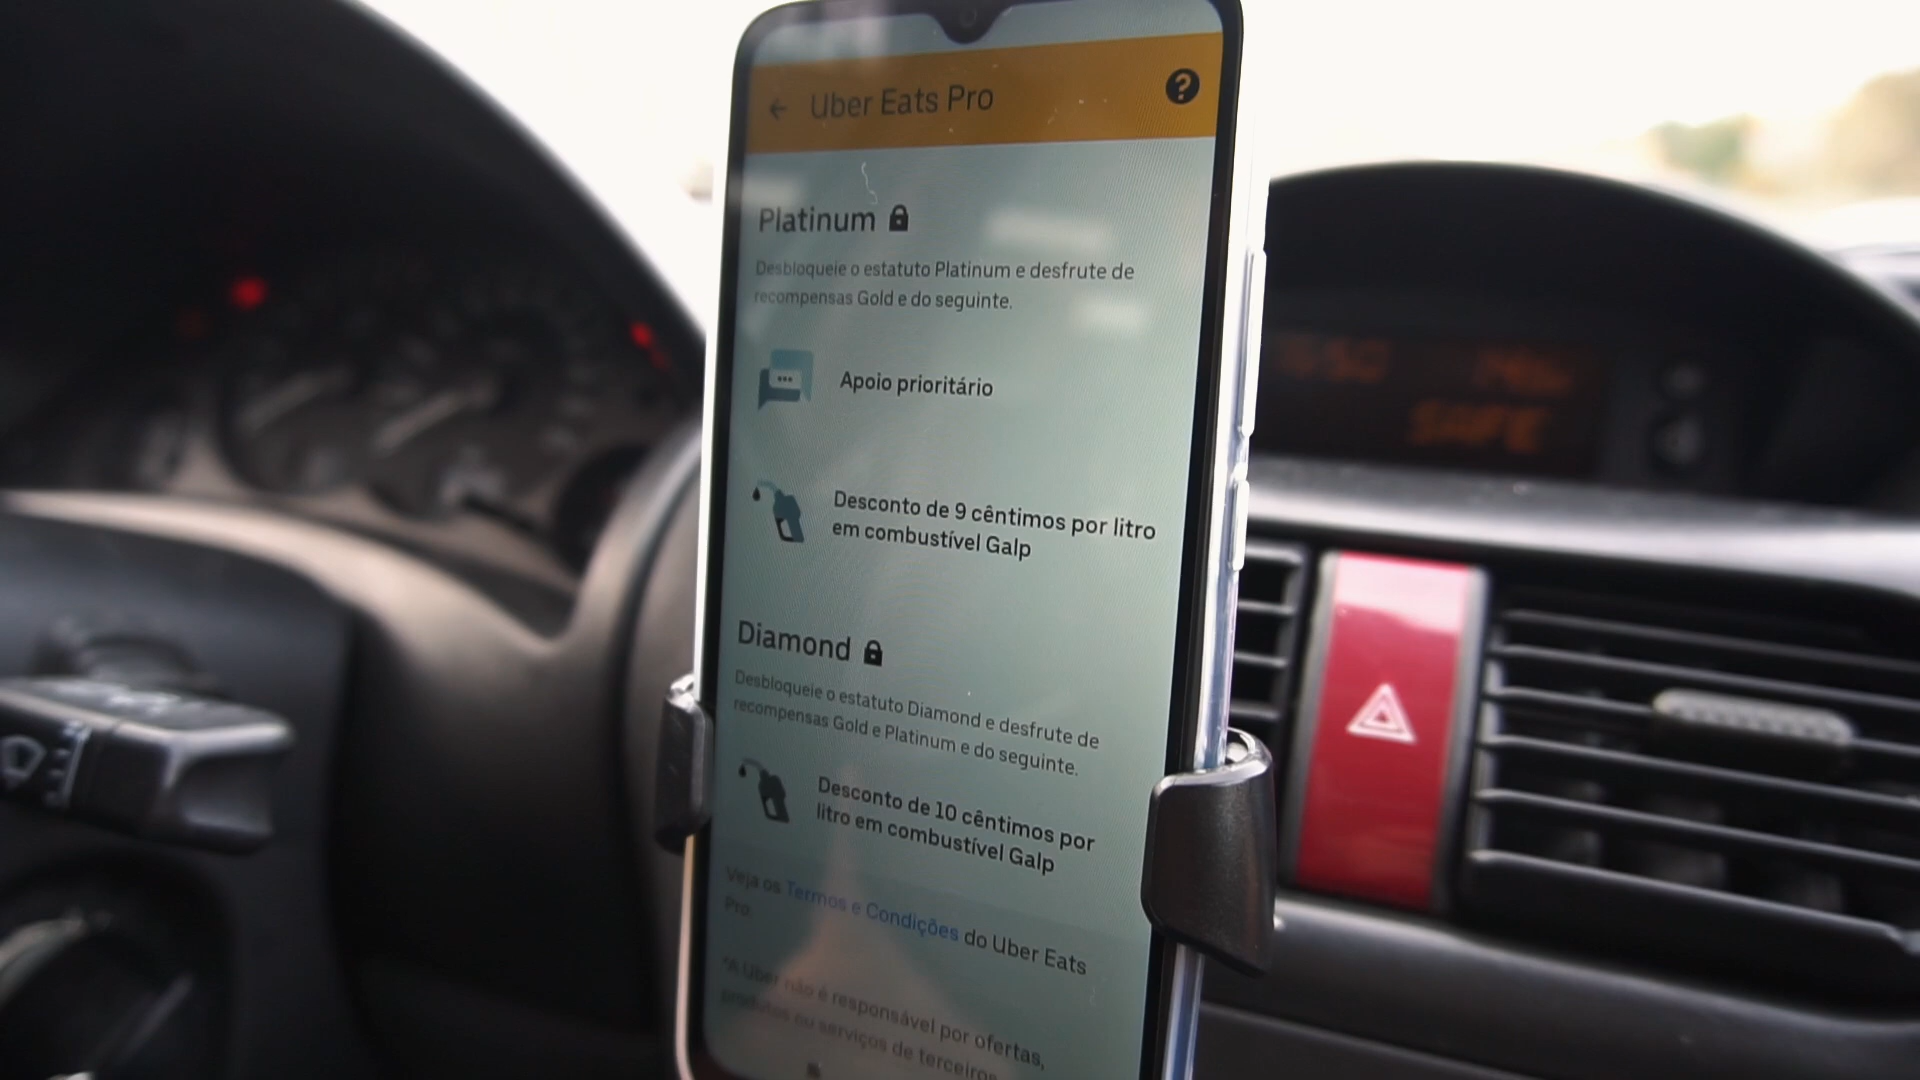 Uber Eats Pro
Platinum
Desbloqueie o estatuto Platinum e desfrute de
recompensas Gold e do seguinte.
Apoio prioritário
Desconto de 9 cêntimos por litro
em combustível Galp
Diamond
Desbloqueie o estatuto Diamond e desfrute de
recompensas Gold e Platinum e do seguinte.
Desconto de 10 cêntimos por
litro em combustível Galp
Veja os Termos e Condições do Uber Eats
Pro
*A Uber não é responsável por ofertas,
produtos ou serviços de terceiros
SAFE